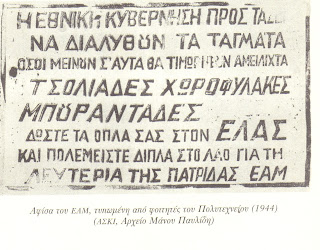 Η ΕΘΝΙΚΗ ΚΥΒΕΡΝΗΣΗ ΠΡΟΣΤΑΣΣΕΙ
ΝΑ ΔΙΑΛΥΘΟΥΝ ΤΑ ΤΑΓΜΑΤΑ
ΟΣΟΙ ΜΕΙΝΟΥΝ Σ'ΑΥΤΑ ΘΑ ΤΙΜΩΡΗΘΟΥΝ ΑΜΕΙΛΙΧΤΑ
ΤΣΟΛΙΑΔΕΣ ΧΩΡΟΦΥΛΑΚΕΣ
ΜΠΟΥΡΑΝΤΑΔΕΣ
ΔΩΣΤΕ ΤΑ ΟΠΛΑ ΣΑΣ ΣΤΟΝ ΕΛΑΣ
ΚΑΙ ΠΟΛΕΜΕΙΣΤΕ ΔΙΠΛΑ ΣΤΟ ΛΑΟ ΓΙΑ ΤΗ
ΛΕΥΤΕΡΙΑ ΤΗΣ ΠΑΤΡΙΔΑΣ ΕΑΜ
Αφίσα του ΕΑΜ, τυπωμένη από φοιτητές του Πολυτεχνείου (1944)
(ΑΣΚΙ, Αρχείο Μάνου Παυλίδη)